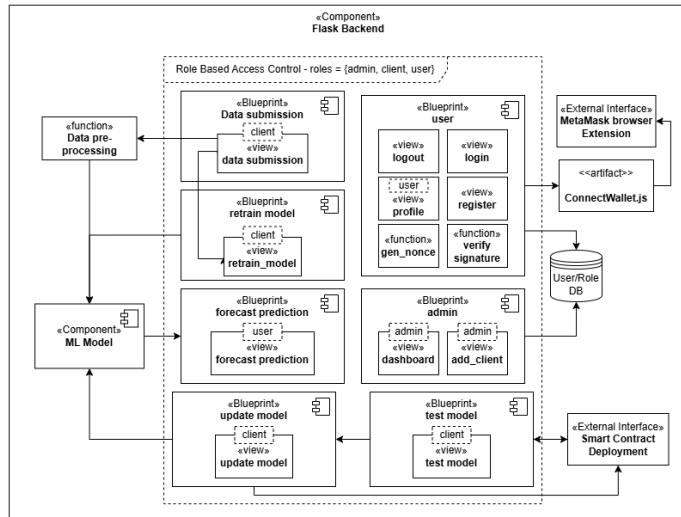 «Component»
Flask Backend
Role Based Access Control - roles = {admin, client, user}
«Blueprint»
Data submission
client
«view»
data submission
«Blueprint»
user
«view»
logout
«view»
login
user
«view»
profile
«view»
register
«function»
gen_nonce
«function»
verify
signature
«External Interface»
MetaMask browser
Extension
<<artifact>>
ConnectWallet.js
«function»
Data pre-
processing
«Blueprint»
retrain model
client
«view»
retrain_model
User/Role
DB
«Component»
ML Model
«Blueprint»
forecast prediction
user
«view»
forecast prediction
«Blueprint»
admin
admin
«view»
dashboard
admin
«view»
add_client
«Blueprint»
update model
client
«view»
update model
«Blueprint»
test model
client
«view»
test model
«External Interface»
Smart Contract
Deployment